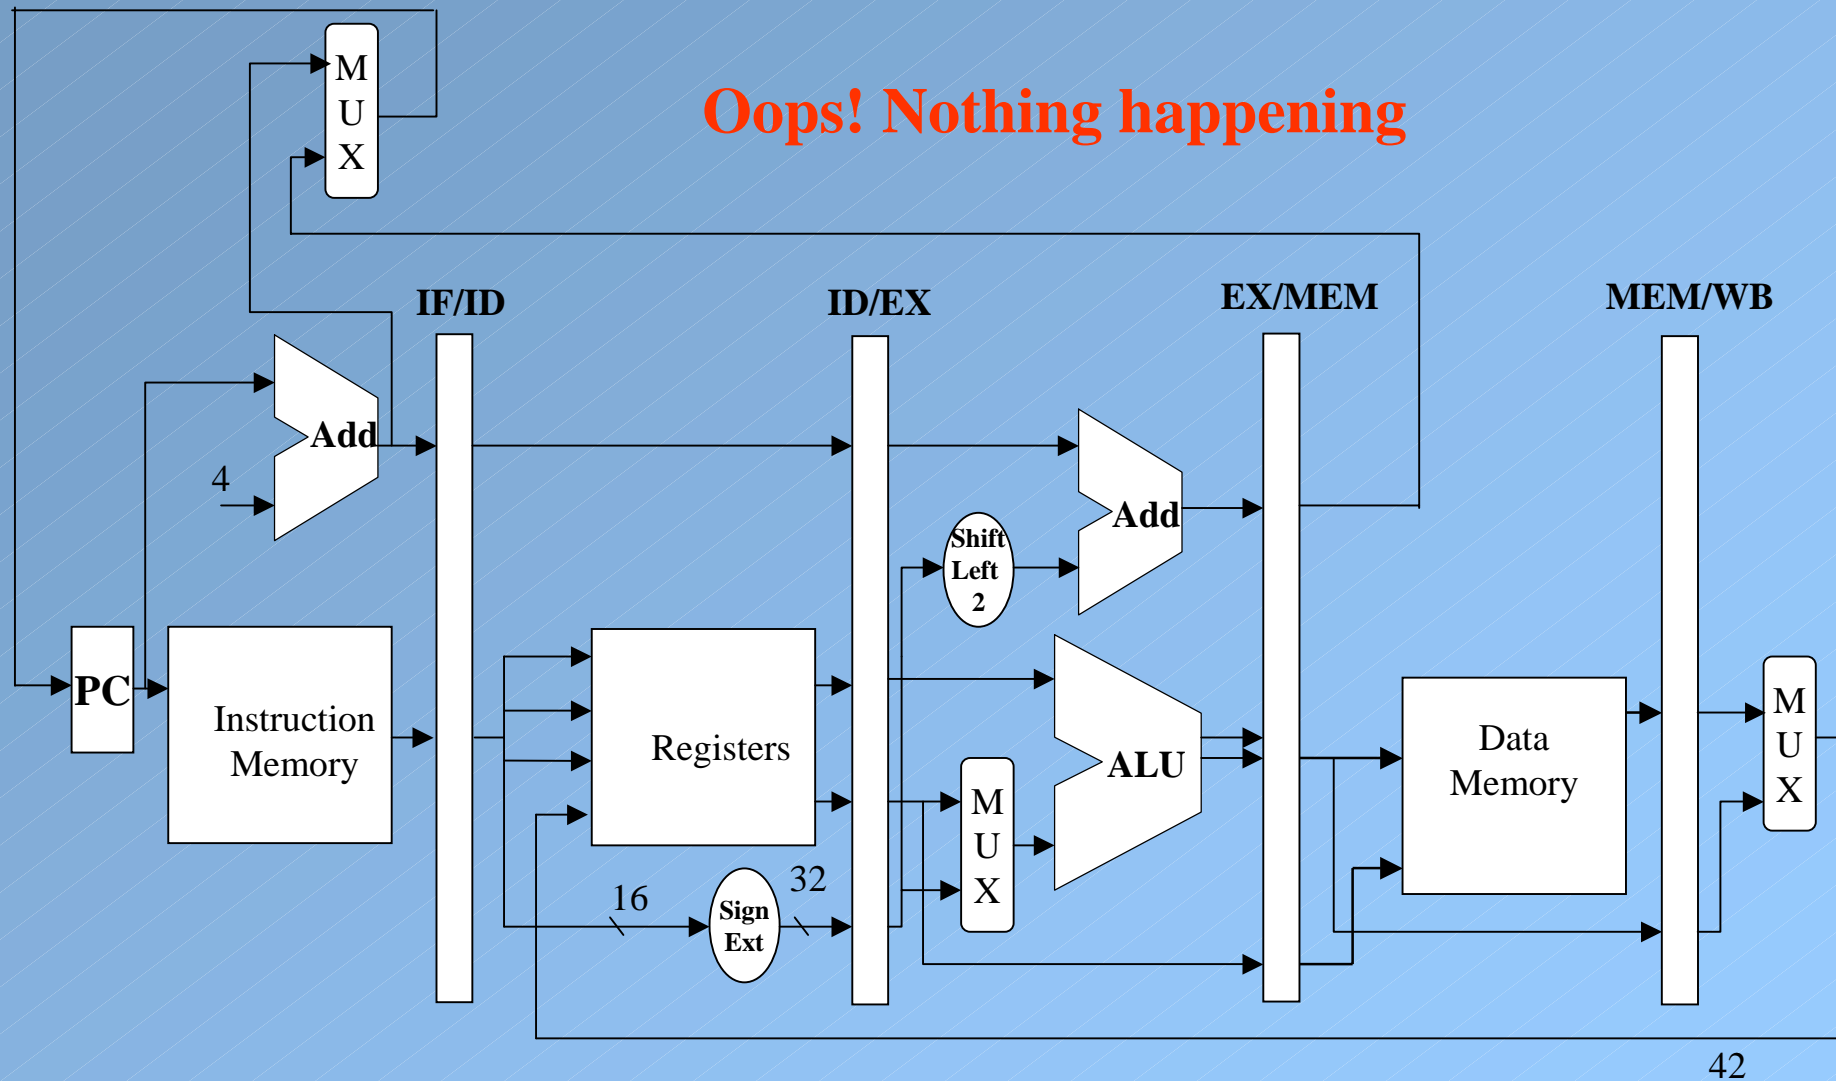 M
U
X
Oops! Nothing happening
IF/ID
ID/EX
EX/MEM
MEM/WB
Add
4
Add
Shift
Left
2
PC
Instruction
Memory
Registers
ALU
M
U
X
Data
Memory
M
U
X
16
Sign
Ext
32
42